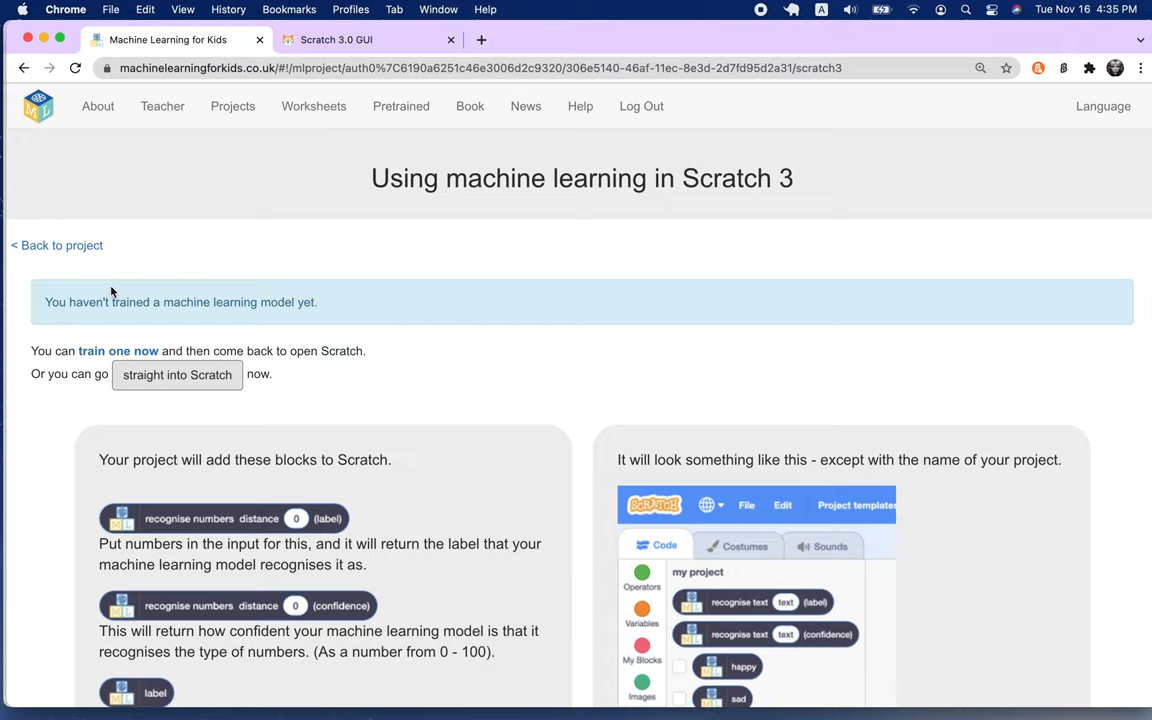 Chrome File Edit View History Bookmarks Profiles Tab Window Help A Tue Nov 16 4:35 PM
Machine Learning for Kids
Scratch 3.0 GUI
machinelearningforkids.co.uk/#!/mlproject/auth0%7C6190a6251c46e3006d2c9320/306e5140-46af-11ec-8e3d-2d7fd95d2a31/scratch3
ML About Teacher Projects Worksheets Pretrained Book News Help Log Out Language
Using machine learning in Scratch 3
< Back to project
You haven't trained a machine learning model yet.
You can train one now and then come back to open Scratch.
Or you can go straight into Scratch now.
Your project will add these blocks to Scratch.
ML recognise numbers distance 0 (label)
Put numbers in the input for this, and it will return the label that your
machine learning model recognises it as.
ML recognise numbers distance 0 (confidence)
This will return how confident your machine learning model is that it
recognises the type of numbers. (As a number from 0 - 100).
ML label
It will look something like this - except with the name of your project.
SCRATCH File Edit Project templates
Code Costumes Sounds
my project
Operators
Variables
My Blocks
Images
ML recognise text text (label)
ML recognise text text (confidence)
ML happy
ML sad